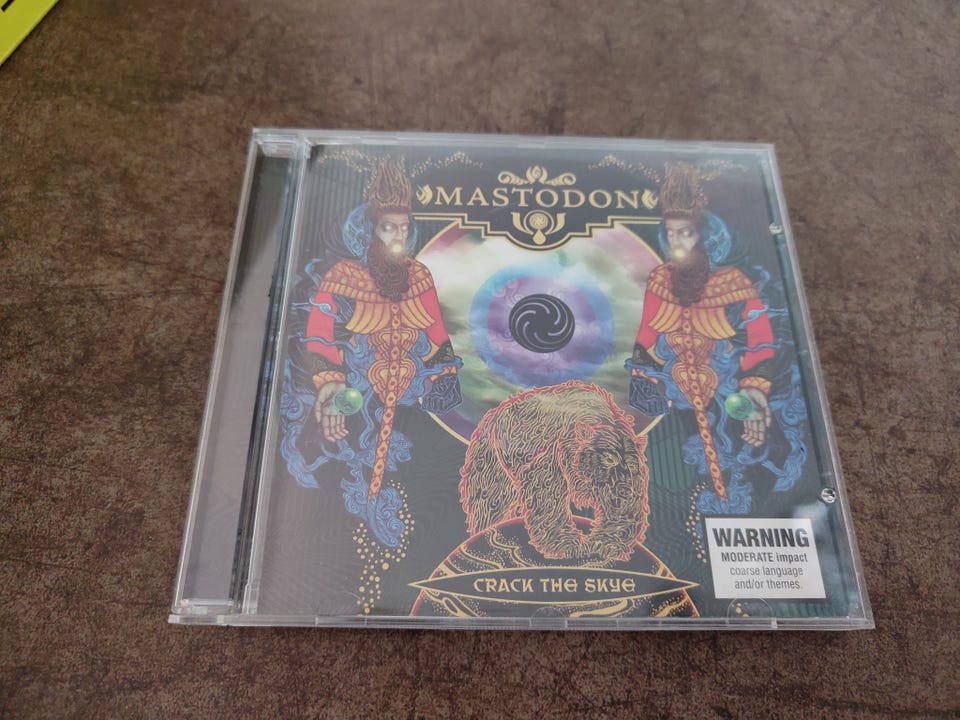 MASTODON
CRACK THE SKYE
WARNING
MODERATE impact
coarse language
and/or themes.